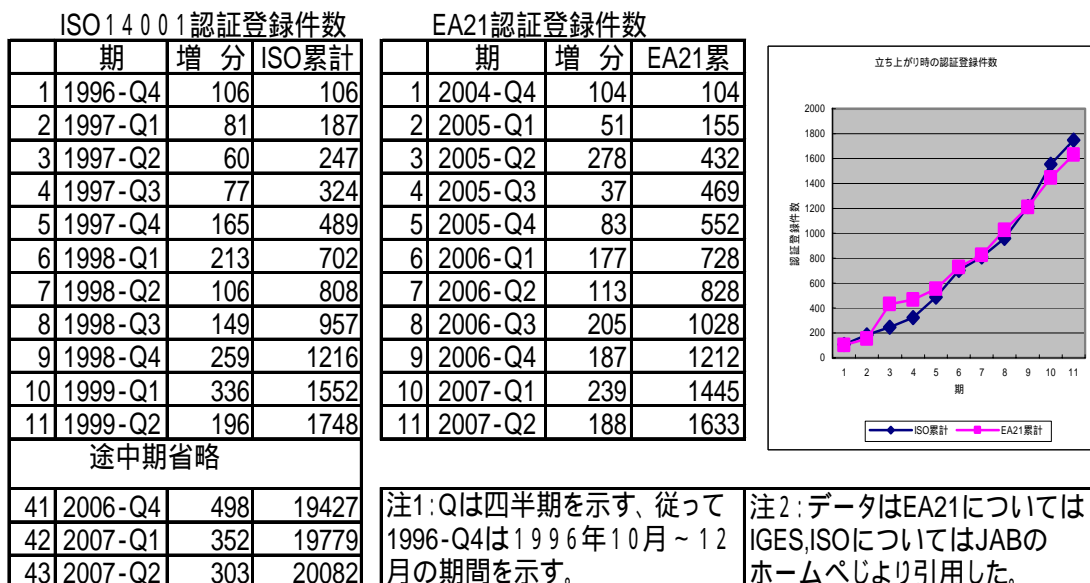 ISO14001認証登録件数
期 増 分 ISO累計
1 1996-Q4 106 106
2 1997-Q1 81 187
3 1997-Q2 60 247
4 1997-Q3 77 324
5 1997-Q4 165 489
6 1998-Q1 213 702
7 1998-Q2 106 808
8 1998-Q3 149 957
9 1998-Q4 259 1216
10 1999-Q1 336 1552
11 1999-Q2 196 1748
途中期省略
41 2006-Q4 498 19427
42 2007-Q1 352 19779
43 2007-Q2 303 20082
EA21認証登録件数
期 増 分 EA21累
1 2004-Q4 104 104
2 2005-Q1 51 155
3 2005-Q2 278 432
4 2005-Q3 37 469
5 2005-Q4 83 552
6 2006-Q1 177 728
7 2006-Q2 113 828
8 2006-Q3 205 1028
9 2006-Q4 187 1212
10 2007-Q1 239 1445
11 2007-Q2 188 1633
立ち上がり時の認証登録件数
2000
1800
1600
1400
1200
1000
800
600
400
200
0
認証登録件数
1 2 3 4 5 6 7 8 9 10 11
期
ISO累計 EA21累計
注1:Qは四半期を示す、従って
1996-Q4は1996年10月~12
月の期間を示す。
注2:データはEA21については
IGES,ISOについてはJABの
ホームぺじより引用した。